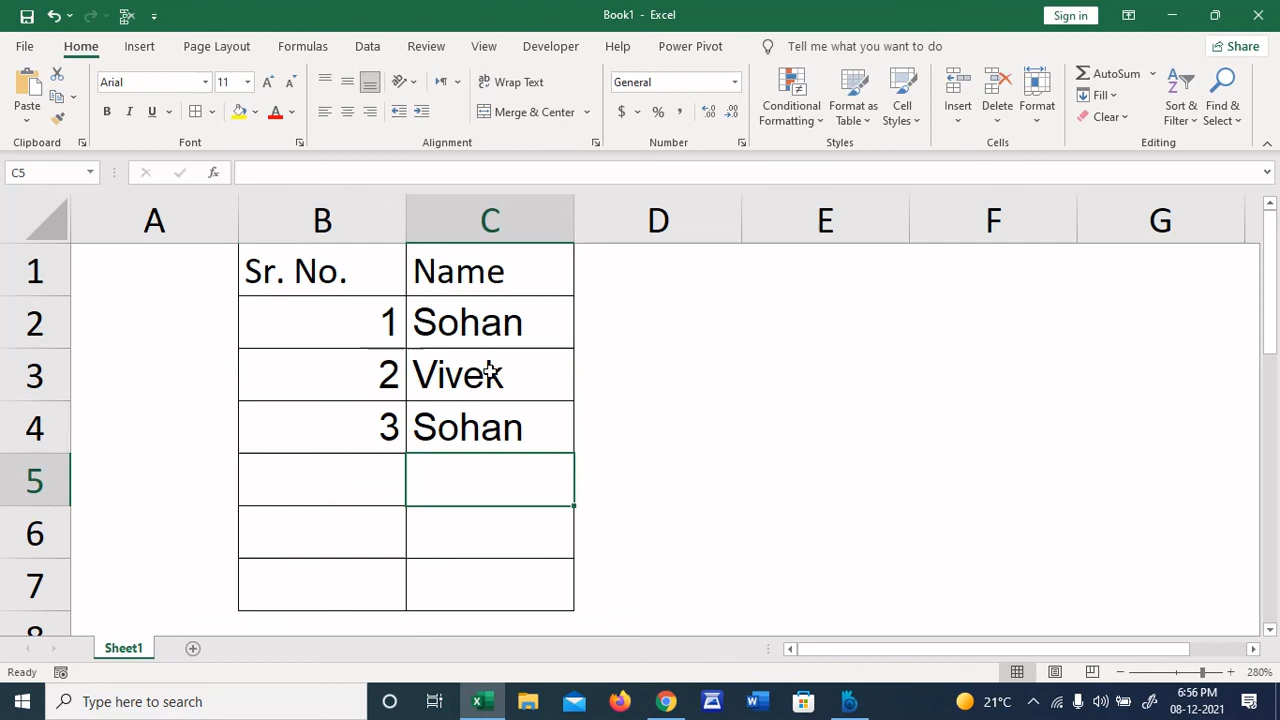 Book1 - Excel
Sign in
File Home Insert Page Layout Formulas Data Review View Developer Help Power Pivot Tell me what you want to do Share
Paste
Arial 11
B I U
Wrap Text
Merge & Center
General
$ % ,
Conditional Formatting
Format as Table
Cell Styles
Insert Delete Format
AutoSum
Fill
Clear
Sort & Filter
Find & Select
Clipboard Font Alignment Number Styles Cells Editing
C5 fx
A B C D E F G
1 Sr. No. Name
2 1 Sohan
3 2 Vivek
4 3 Sohan
5
6
7
8
Sheet1
Ready 280%
Type here to search
21°C
6:56 PM
08-12-2021